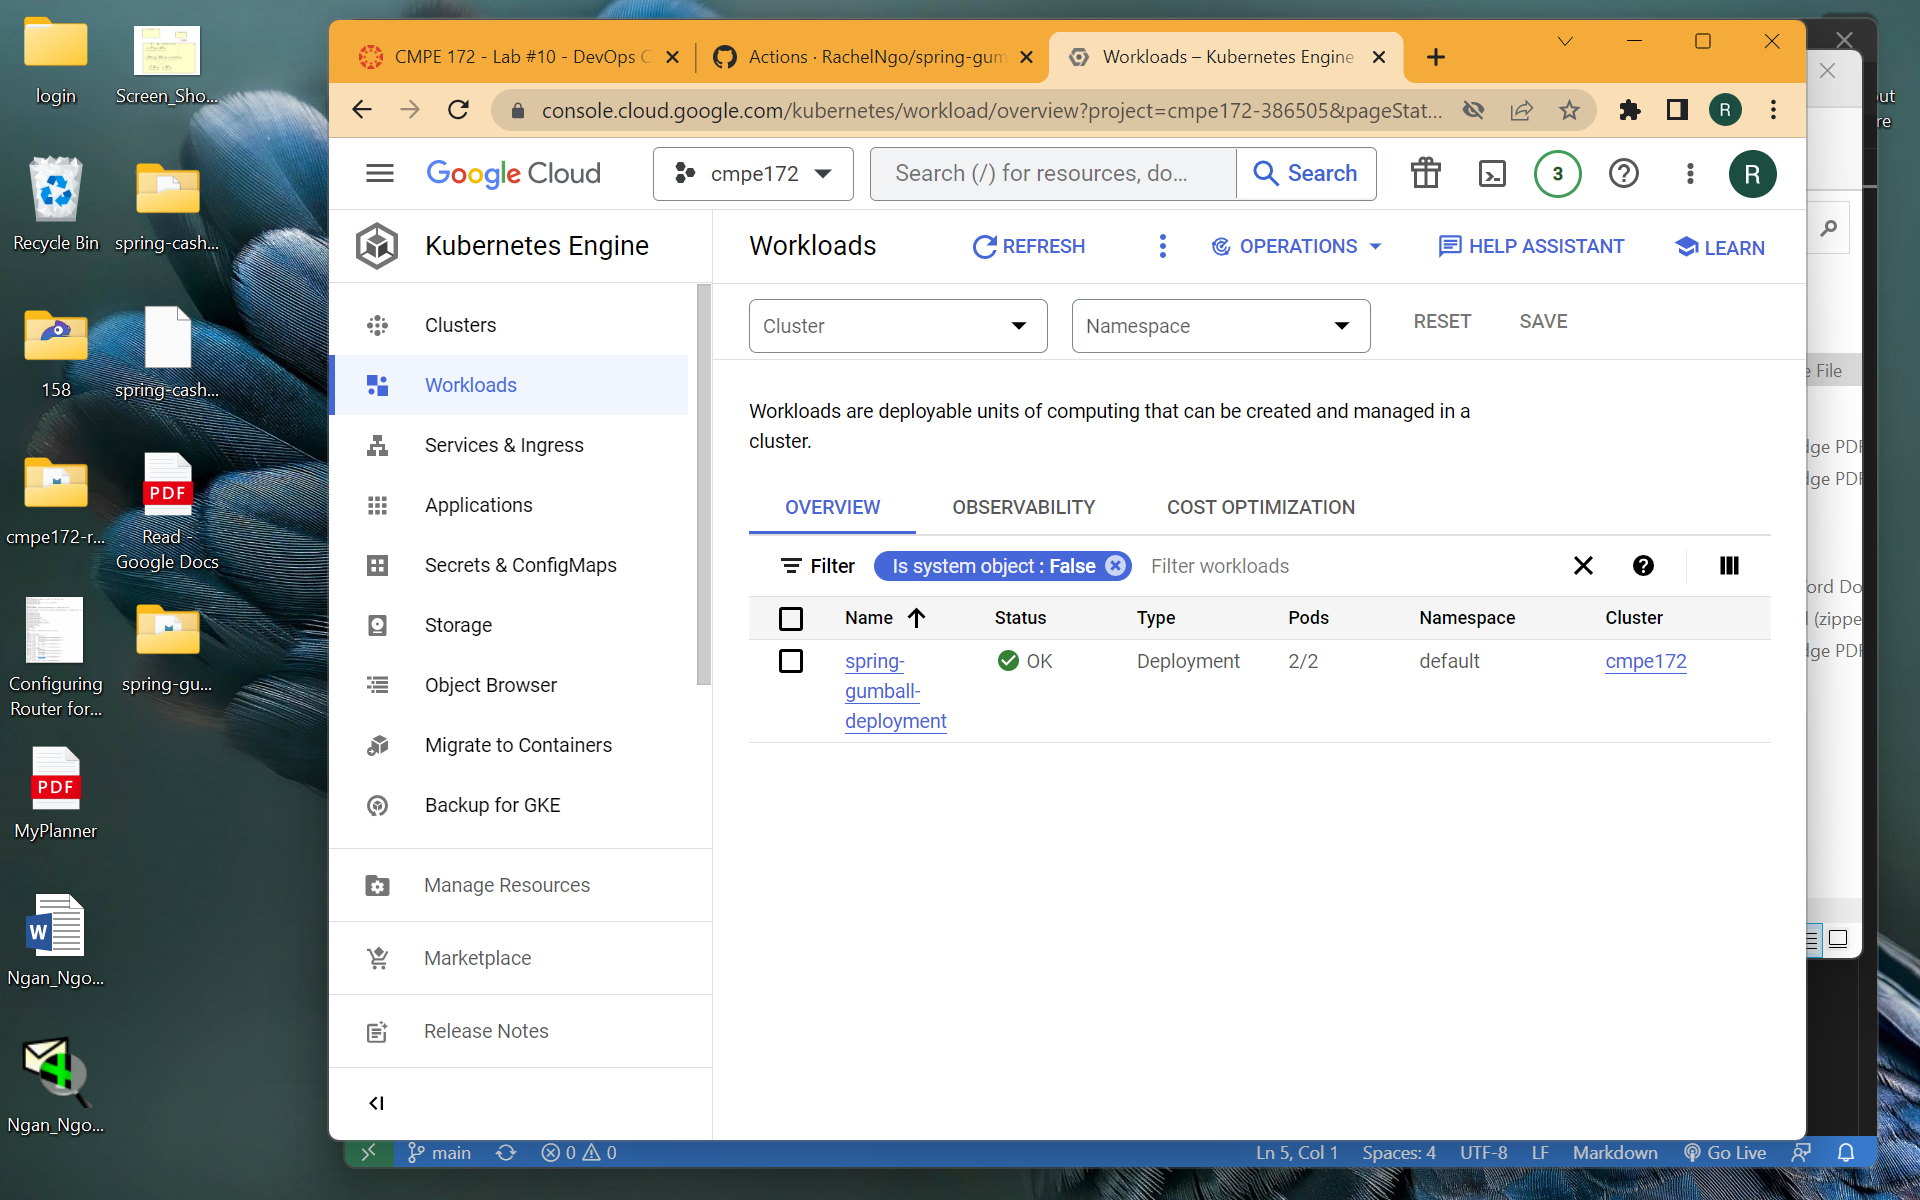 login
Screen_Sho...
Recycle Bin
spring-cash...
158
spring-cash...
cmpe172-r...
PDF
Read -
Google Docs
Configuring
Router for...
spring-gu...
PDF
MyPlanner
W
Ngan_Ngo...
Ngan_Ngo...
CMPE 172 - Lab #10 - DevOps C
Actions · RachelNgo/spring-gum
Workloads – Kubernetes Engine
console.cloud.google.com/kubernetes/workload/overview?project=cmpe172-386505&pageStat...
R
Google Cloud
cmpe172
Search (/) for resources, do...
Search
3
R
Kubernetes Engine
Workloads
REFRESH
OPERATIONS
HELP ASSISTANT
LEARN
Clusters
Workloads
Services & Ingress
Applications
Secrets & ConfigMaps
Storage
Object Browser
Migrate to Containers
Backup for GKE
Manage Resources
Marketplace
Release Notes
Cluster
Namespace
RESET
SAVE
Workloads are deployable units of computing that can be created and managed in a
cluster.
OVERVIEW
OBSERVABILITY
COST OPTIMIZATION
Filter
Is system object : False
Filter workloads
Name
Status
Type
Pods
Namespace
Cluster
spring-
gumball-
deployment
OK
Deployment
2/2
default
cmpe172
File
PDF
PDF
PDF
main
0
0
Ln 5, Col 1
Spaces: 4
UTF-8
LF
Markdown
Go Live